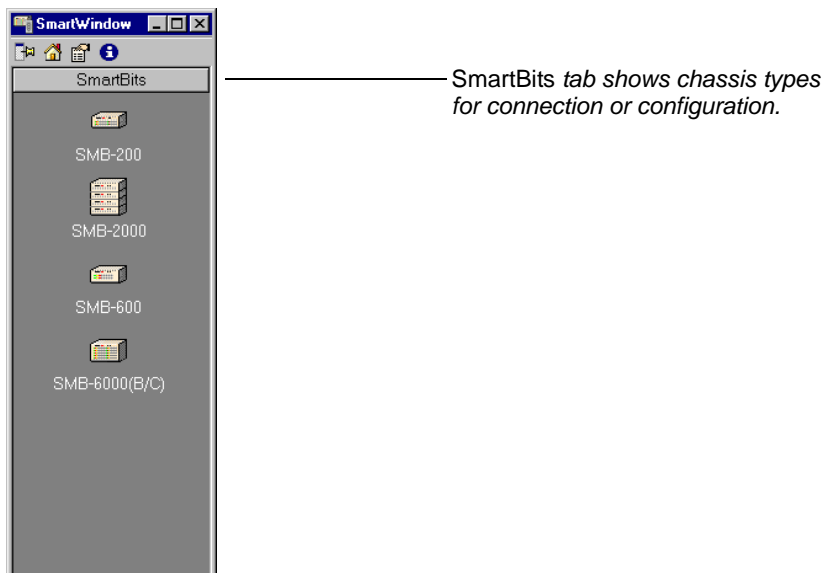 SmartWindow
SmartBits
SmartBits tab shows chassis types
for connection or configuration.
SMB-200
SMB-2000
SMB-600
SMB-6000(B/C)